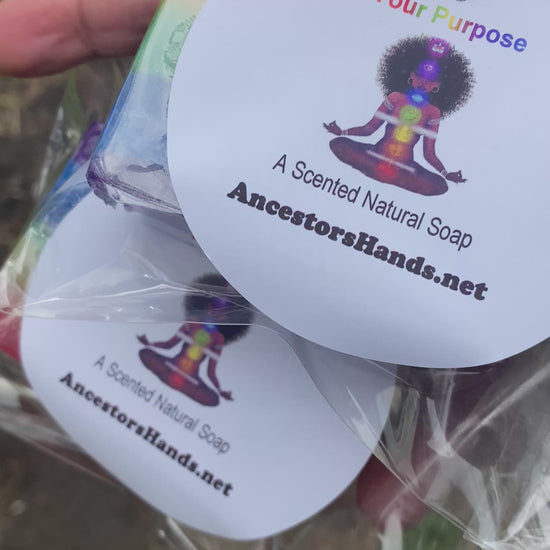 Your Purpose
A Scented Natural Soap
AncestorsHands.net
A Scented Natural Soap
AncestorsHands.net